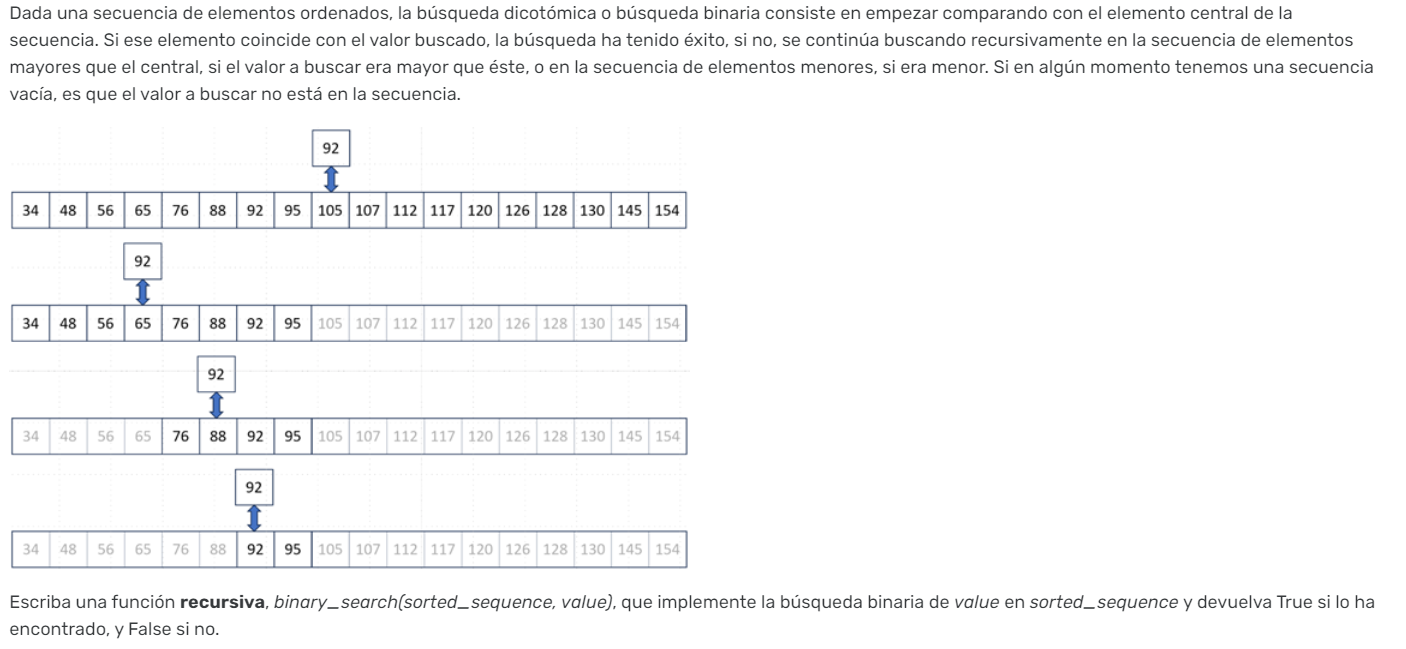 Dada una secuencia de elementos ordenados, la búsqueda dicotómica o búsqueda binaria consiste en empezar comparando con el elemento central de la
secuencia. Si ese elemento coincide con el valor buscado, la búsqueda ha tenido éxito, si no, se continúa buscando recursivamente en la secuencia de elementos
mayores que el central, si el valor a buscar era mayor que éste, o en la secuencia de elementos menores, si era menor. Si en algún momento tenemos una secuencia
vacía, es que el valor a buscar no está en la secuencia.
92
34 48 56 65 76 88 92 95 105 107 112 117 120 126 128 130 145 154
92
34 48 56 65 76 88 92 95 105 107 112 117 120 126 128 130 145 154
92
34 48 56 65 76 88 92 95 105 107 112 117 120 126 128 130 145 154
92
34 48 56 65 76 88 92 95 105 107 112 117 120 126 128 130 145 154
Escriba una función recursiva, binary_search(sorted_sequence, value), que implemente la búsqueda binaria de value en sorted_sequence y devuelva True si lo ha
encontrado, y False si no.